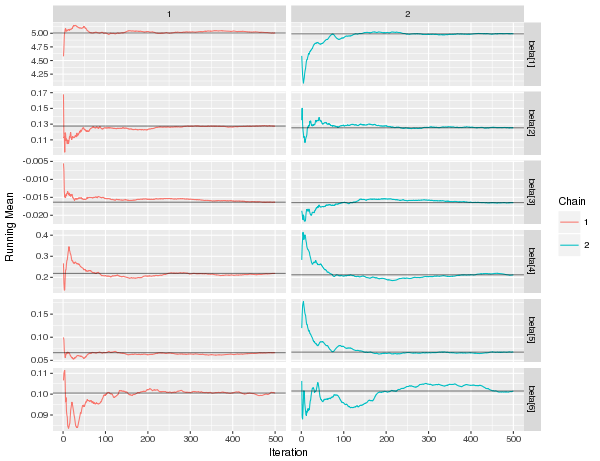 1
2
5.00
4.75
4.50
4.25
beta[1]
0.17
0.15
0.13
0.11
beta[2]
-0.005
-0.010
-0.015
-0.020
beta[3]
0.4
0.3
0.2
beta[4]
0.15
0.10
0.05
beta[5]
0.11
0.10
0.09
beta[6]
Running Mean
0 100 200 300 400 500
0 100 200 300 400 500
Iteration
Chain
1
2